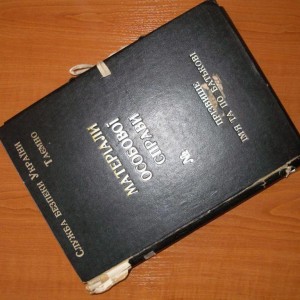 СЛУЖБА БЕЗПЕКИ УКРАЇНИ
ТАЄМНО
МАТЕРІАЛИ
ОСОБОВОЇ
СПРАВИ
№
ПРІЗВИЩЕ
ІМ'Я ТА ПО БАТЬКОВІ